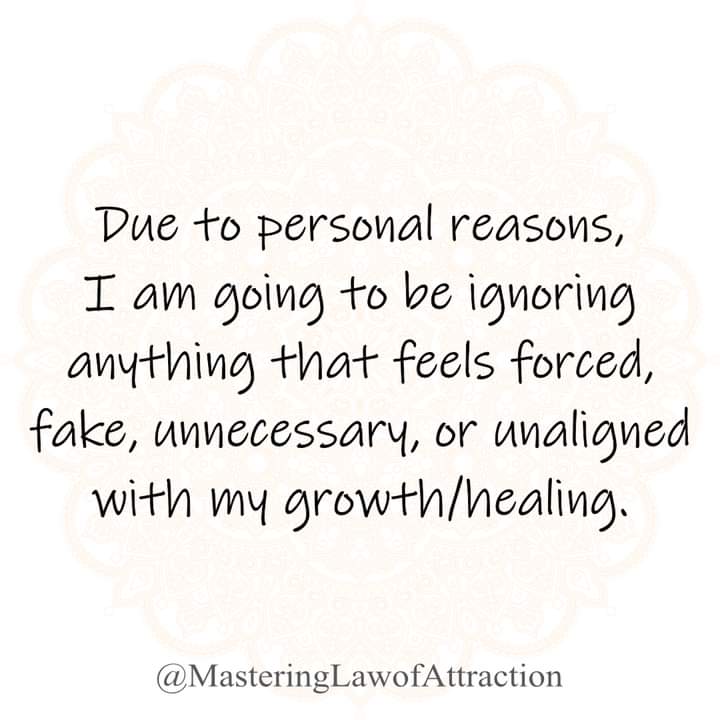 Due to personal reasons,
I am going to be ignoring
anything that feels forced,
fake, unnecessary, or unaligned
with my growth/healing.
@MasteringLawofAttraction